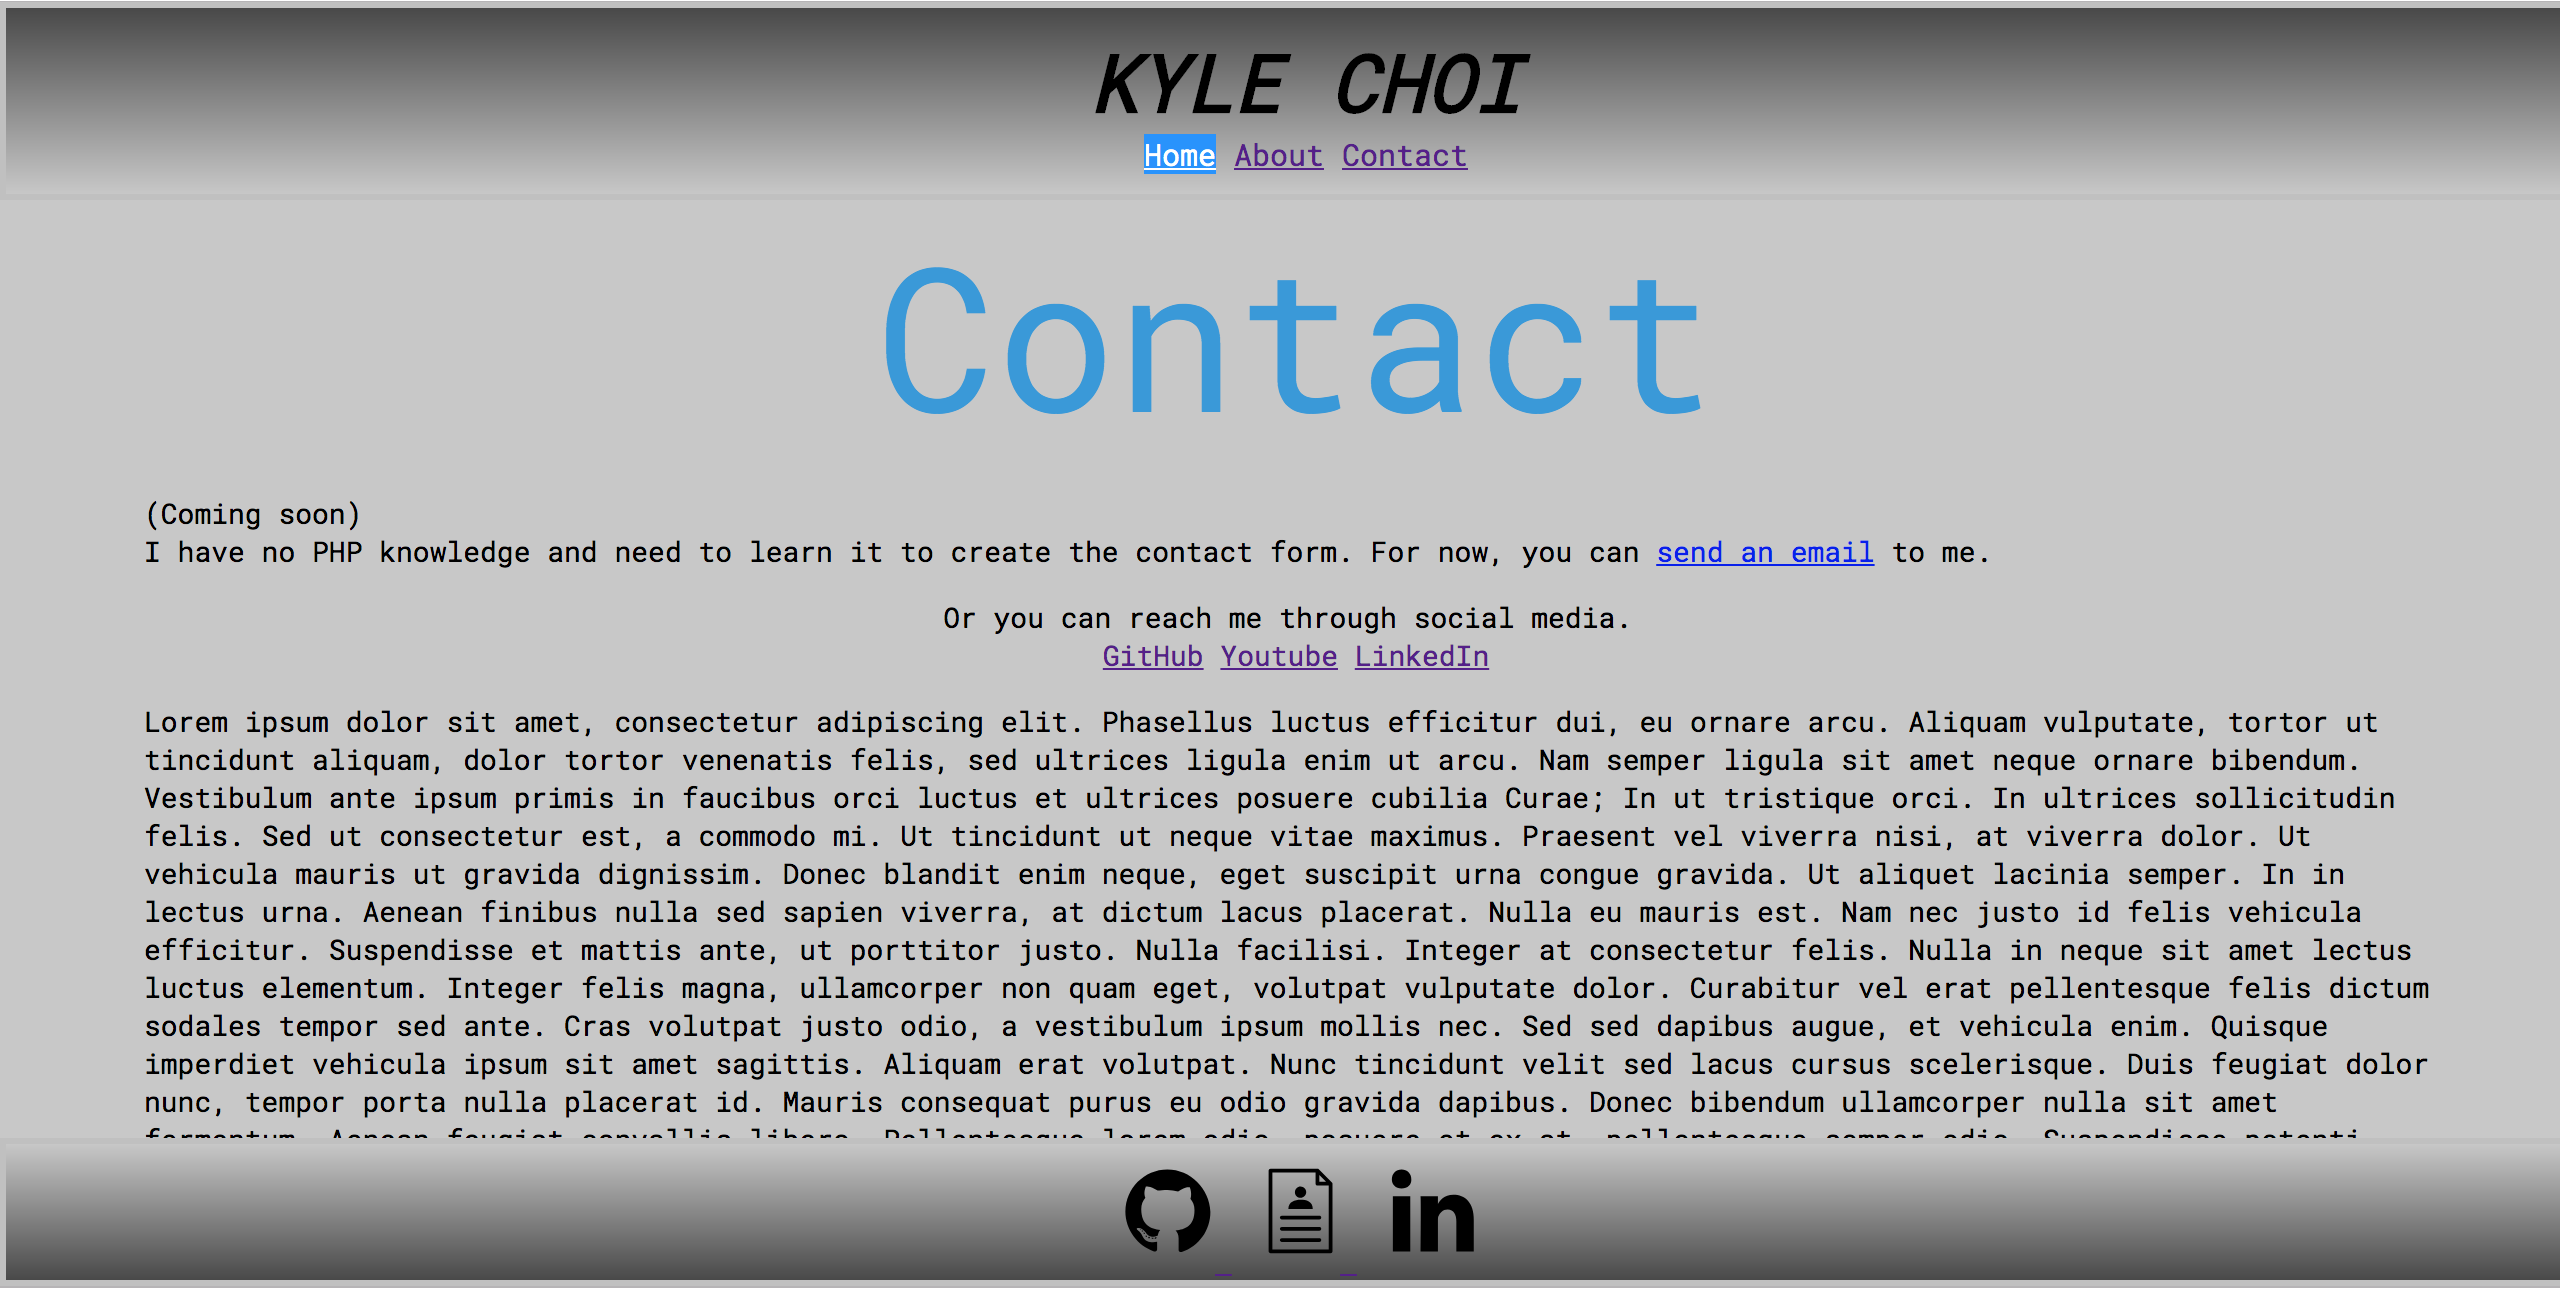 KYLE CHOI
Home About Contact
Contact
(Coming soon)
I have no PHP knowledge and need to learn it to create the contact form. For now, you can send an email to me.
Or you can reach me through social media.
GitHub Youtube LinkedIn
Lorem ipsum dolor sit amet, consectetur adipiscing elit. Phasellus luctus efficitur dui, eu ornare arcu. Aliquam vulputate, tortor ut
tincidunt aliquam, dolor tortor venenatis felis, sed ultrices ligula enim ut arcu. Nam semper ligula sit amet neque ornare bibendum.
Vestibulum ante ipsum primis in faucibus orci luctus et ultrices posuere cubilia Curae; In ut tristique orci. In ultrices sollicitudin
felis. Sed ut consectetur est, a commodo mi. Ut tincidunt ut neque vitae maximus. Praesent vel viverra nisi, at viverra dolor. Ut
vehicula mauris ut gravida dignissim. Donec blandit enim neque, eget suscipit urna congue gravida. Ut aliquet lacinia semper. In in
lectus urna. Aenean finibus nulla sed sapien viverra, at dictum lacus placerat. Nulla eu mauris est. Nam nec justo id felis vehicula
efficitur. Suspendisse et mattis ante, ut porttitor justo. Nulla facilisi. Integer at consectetur felis. Nulla in neque sit amet lectus
luctus elementum. Integer felis magna, ullamcorper non quam eget, volutpat vulputate dolor. Curabitur vel erat pellentesque felis dictum
sodales tempor sed ante. Cras volutpat justo odio, a vestibulum ipsum mollis nec. Sed sed dapibus augue, et vehicula enim. Quisque
imperdiet vehicula ipsum sit amet sagittis. Aliquam erat volutpat. Nunc tincidunt velit sed lacus cursus scelerisque. Duis feugiat dolor
nunc, tempor porta nulla placerat id. Mauris consequat purus eu odio gravida dapibus. Donec bibendum ullamcorper nulla sit amet
in